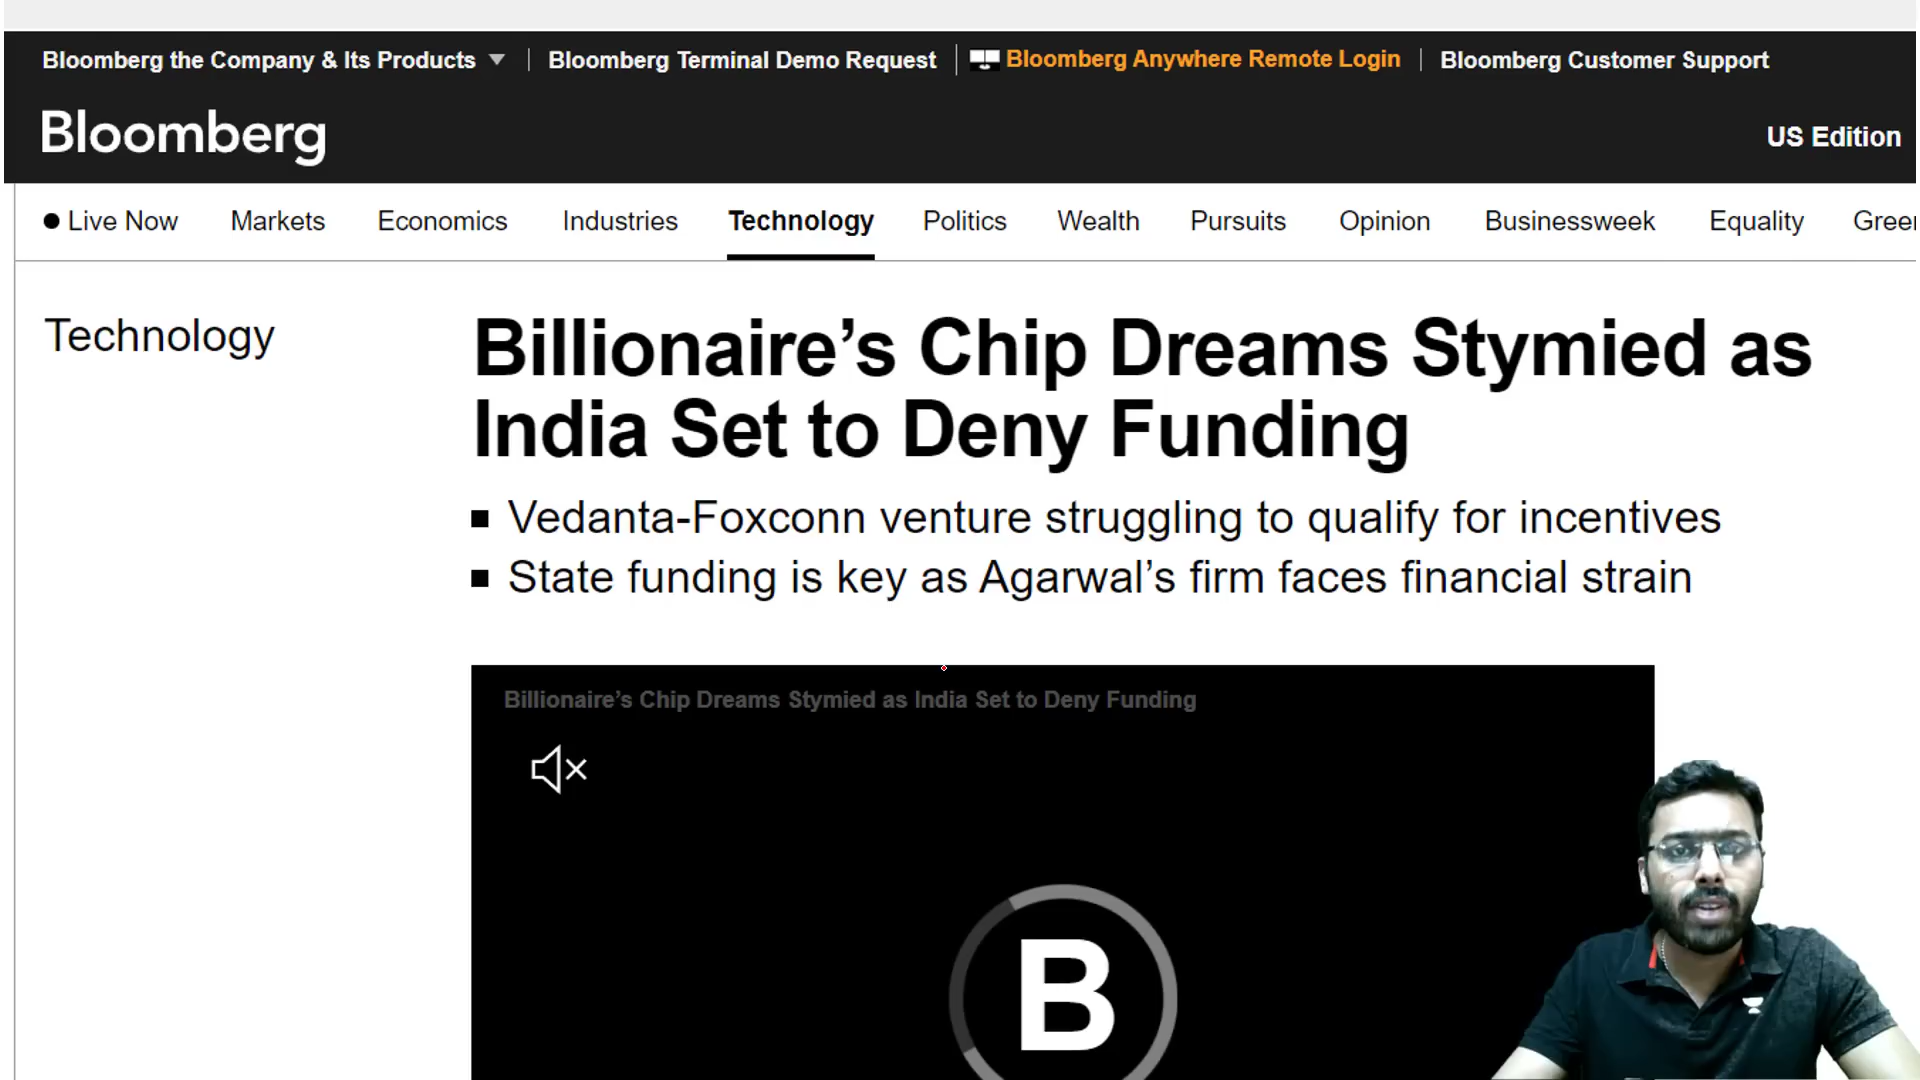 Bloomberg the Company & Its Products
Bloomberg Terminal Demo Request
Bloomberg Anywhere Remote Login
Bloomberg Customer Support
Bloomberg
US Edition
Live Now
Markets
Economics
Industries
Technology
Politics
Wealth
Pursuits
Opinion
Businessweek
Equality
Technology
Billionaire’s Chip Dreams Stymied as
India Set to Deny Funding
Vedanta-Foxconn venture struggling to qualify for incentives
State funding is key as Agarwal’s firm faces financial strain
Billionaire’s Chip Dreams Stymied as India Set to Deny Funding
B